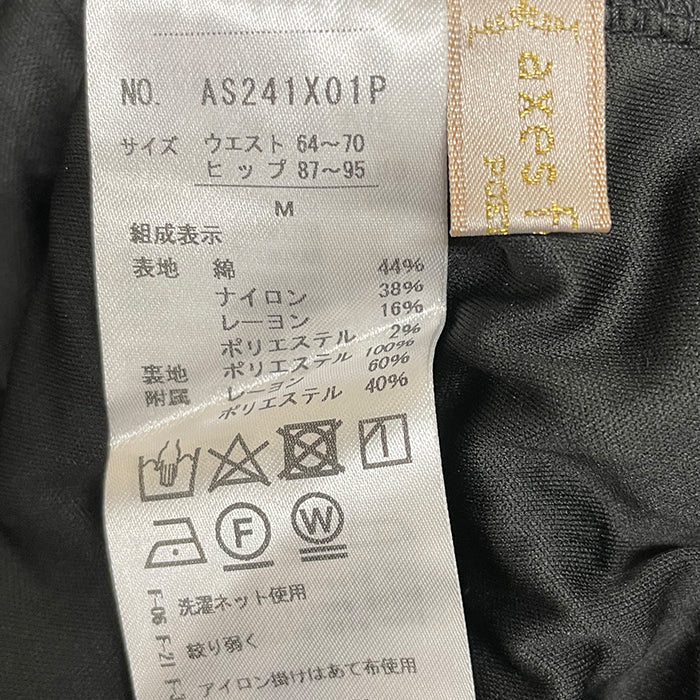 NO. AS241X01P
サイズ ウエスト 64～70
ヒップ 87～95
M
組成表示
表地 綿 44%
ナイロン 38%
レーヨン 16%
ポリエステル 2%
裏地 ポリエステル 100%
附属 レーヨン 60%
ポリエステル 40%
F
W
F-06 洗濯ネット使用
F-21 絞り弱く
アイロン掛けはあて布使用
axes